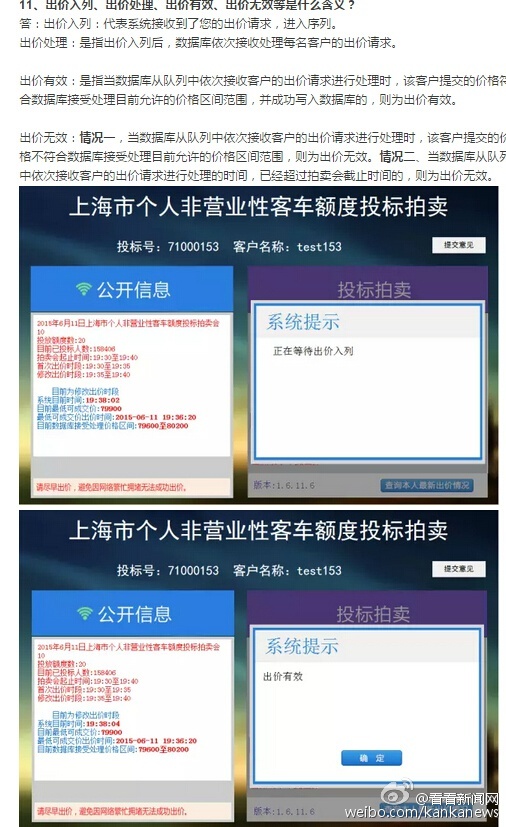 11、出价入列、出价处理、出价有效、出价无效等是什么含义？
答：出价入列：代表系统接收到了您的出价请求，进入序列。
出价处理：是指出价入列后，数据库依次接收处理每名客户的出价请求。
出价有效：是指当数据库从队列中依次接收客户的出价请求进行处理时，该客户提交的价格符
合数据库接受处理目前允许的价格区间范围，并成功写入数据库的，则为出价有效。
出价无效：情况一，当数据库从队列中依次接收客户的出价请求进行处理时，该客户提交的价
格不符合数据库接受处理目前允许的价格区间范围，则为出价无效。情况二、当数据库从队列
中依次接收客户的出价请求进行处理的时间，已经超过拍卖会截止时间的，则为出价无效。
上海市个人非营业性客车额度投标拍卖
投标号：71000153 客户名称：test153
提交意见
公开信息
投标拍卖
2015年6月11日上海市个人非营业性客车额度投标拍卖会
10
投放额度数:20
目前已投标人数:158406
拍卖会起止时间:19:30至19:40
首次出价时段:19:30至19:35
修改出价时段:19:35至19:40
目前为修改出价时段
系统目前时间:19:38:02
目前最低可成交价:79900
最低可成交价出价时间:2015-06-11 19:36:20
目前数据库接受处理价格区间:79600至80200
请尽早出价，避免因网络繁忙拥堵无法成功出价。
系统提示
正在等待出价入列
版本:1.6.11.6
查询本人最新出价情况
上海市个人非营业性客车额度投标拍卖
投标号：71000153 客户名称：test153
提交意见
公开信息
投标拍卖
2015年6月11日上海市个人非营业性客车额度投标拍卖会
10
投放额度数:20
目前已投标人数:158406
拍卖会起止时间:19:30至19:40
首次出价时段:19:30至19:35
修改出价时段:19:35至19:40
目前为修改出价时段
系统目前时间:19:38:04
目前最低可成交价:79900
最低可成交价出价时间:2015-06-11 19:36:20
目前数据库接受处理价格区间:79600至80200
请尽早出价，避免因网络繁忙拥堵无法成功出价。
系统提示
出价有效
确 定
@看看新闻网
weibo.com/kankanews